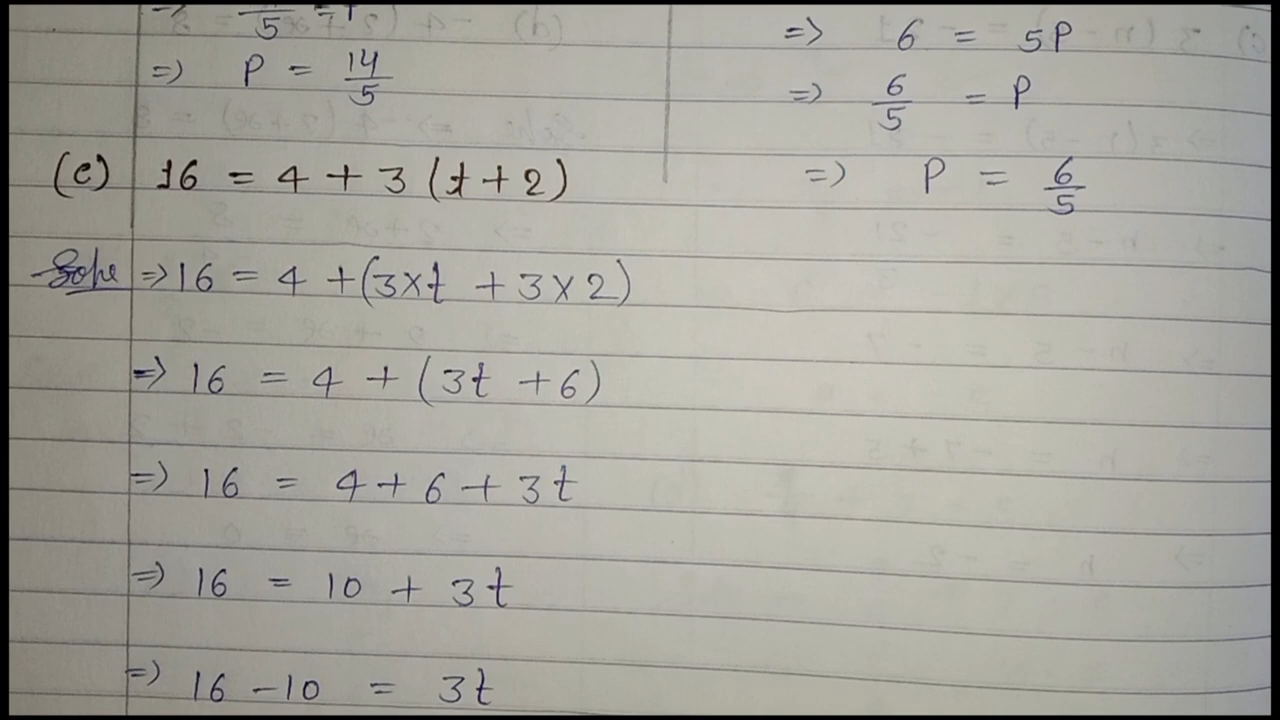 => P = 14/5
(c) 16 = 4 + 3 (t + 2)
Soln => 16 = 4 + (3×t + 3×2)
=> 16 = 4 + (3t + 6)
=> 16 = 4 + 6 + 3t
=> 16 = 10 + 3t
=> 16 - 10 = 3t
=> 6 = 5P
=> 6/5 = P
=> P = 6/5